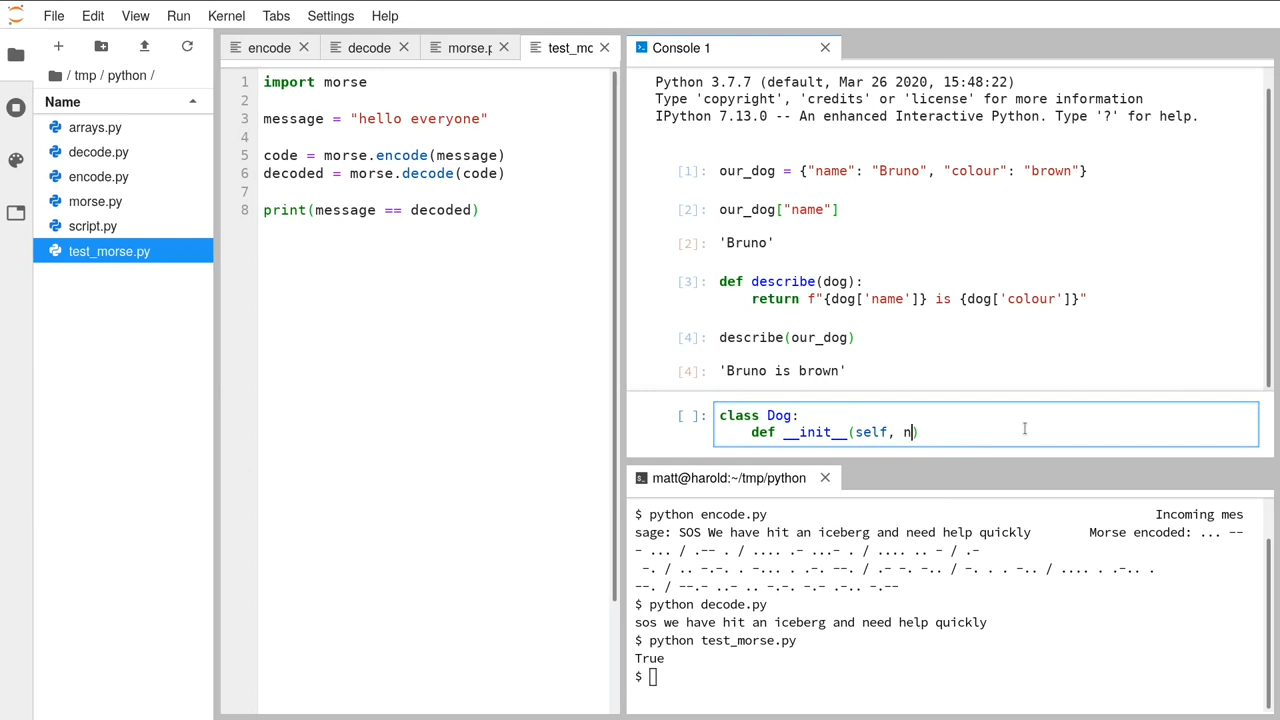 File Edit View Run Kernel Tabs Settings Help
/ tmp / python /
Name
arrays.py
decode.py
encode.py
morse.py
script.py
test_morse.py
encode
decode
morse.p
test_mo
1 import morse
2
3 message = "hello everyone"
4
5 code = morse.encode(message)
6 decoded = morse.decode(code)
7
8 print(message == decoded)
Console 1
Python 3.7.7 (default, Mar 26 2020, 15:48:22)
Type 'copyright', 'credits' or 'license' for more information
IPython 7.13.0 -- An enhanced Interactive Python. Type '?' for help.
[1]: our_dog = {"name": "Bruno", "colour": "brown"}
[2]: our_dog["name"]
[2]: 'Bruno'
[3]: def describe(dog):
return f"{dog['name']} is {dog['colour']}"
[4]: describe(our_dog)
[4]: 'Bruno is brown'
[ ]: class Dog:
def __init__(self, n)
matt@harold:~/tmp/python
$ python encode.py Incoming mes
sage: SOS We have hit an iceberg and need help quickly Morse encoded: ... --
- ... / .-- . / .... .- ...- . / .... .. - / .-
-. / .. -.-. . -... . .-. --. / .- -. -.. / -. . . -.. / .... . .-.. .
--. / --.- ..- .. -.-. -.- .-.. -.--
$ python decode.py
sos we have hit an iceberg and need help quickly
$ python test_morse.py
True
$